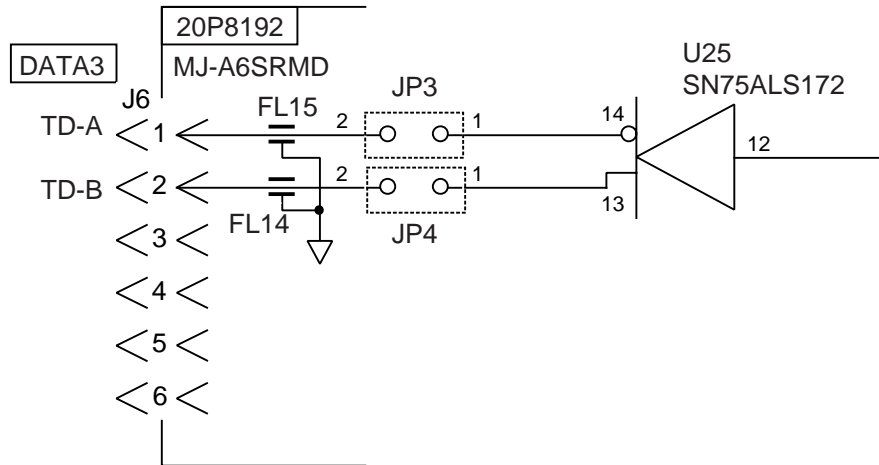 20P8192
DATA3
MJ-A6SRMD
U25
SN75ALS172
J6
FL15
JP3
TD-A
1
2
1
14
12
TD-B
2
2
1
13
FL14
JP4
3
4
5
6